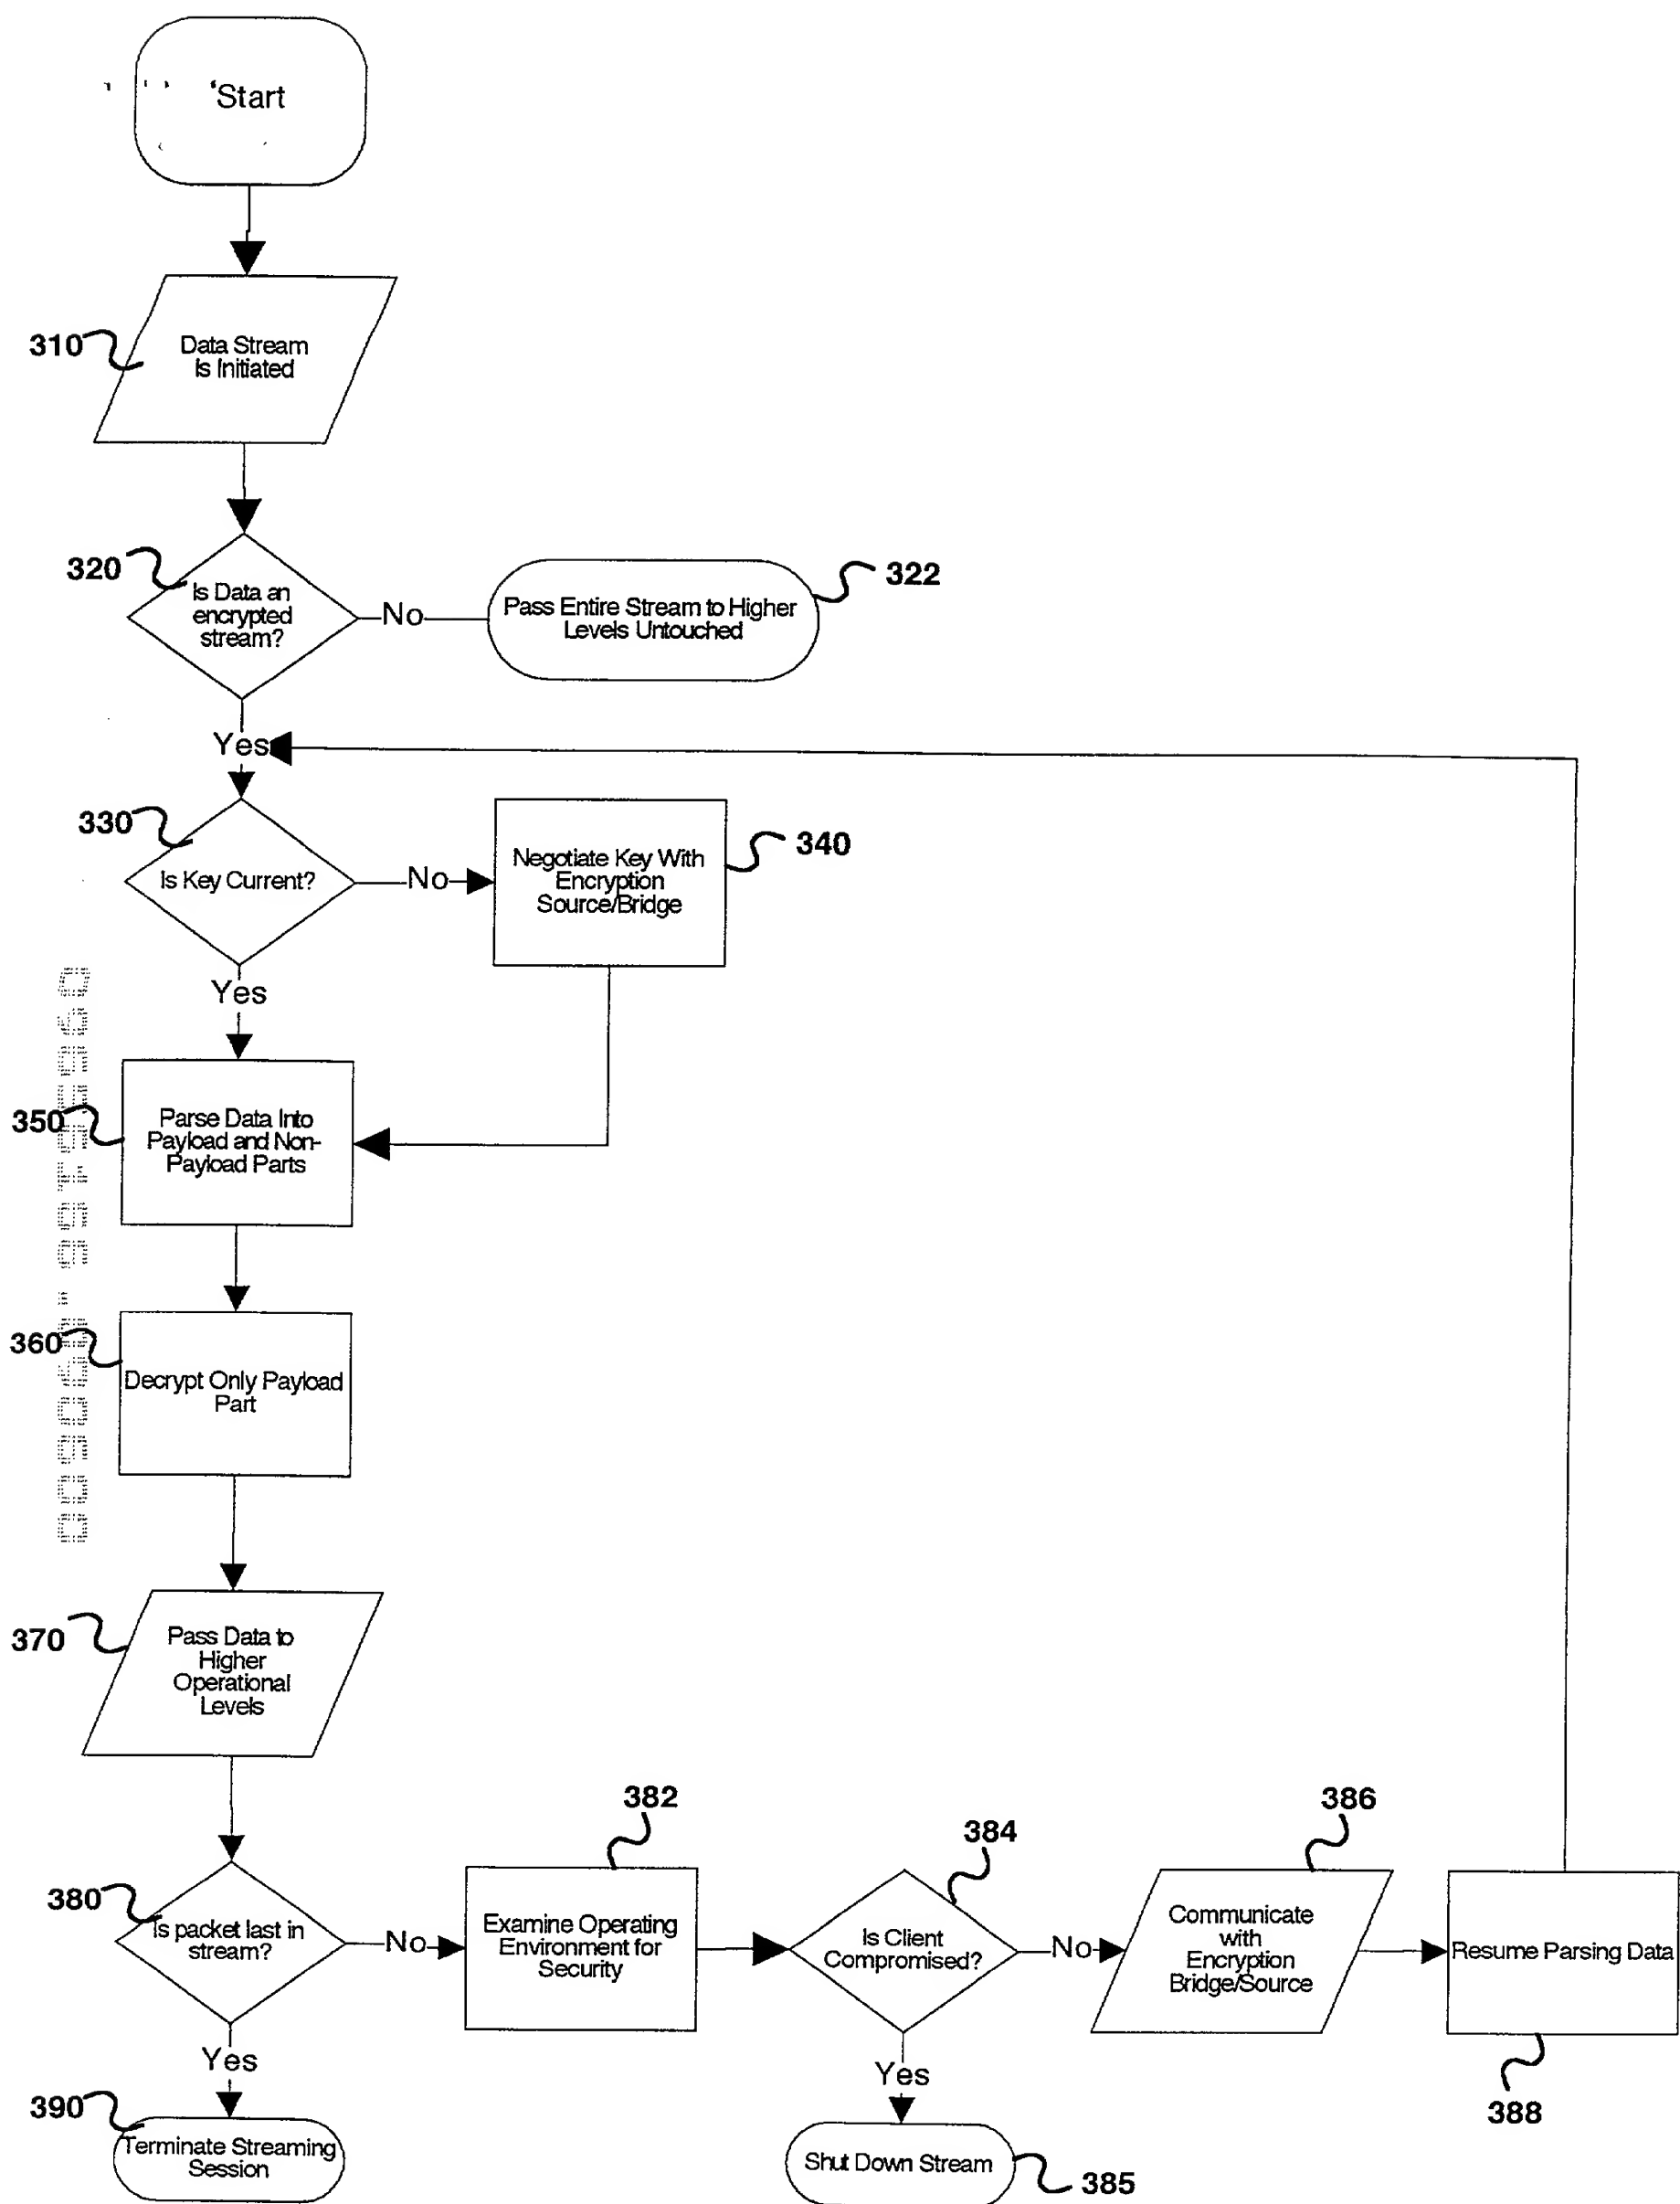 Start
310
Data Stream
Is Initiated
320
Is Data an
encrypted
stream?
No
Pass Entire Stream to Higher
Levels Untouched
322
Yes
330
Is Key Current?
No
Negotiate Key With
Encryption
Source/Bridge
340
Yes
350
Parse Data Into
Payload and Non-
Payload Parts
360
Decrypt Only Payload
Part
370
Pass Data to
Higher
Operational
Levels
380
Is packet last in
stream?
No
382
Examine Operating
Environment for
Security
384
Is Client
Compromised?
No
386
Communicate
with
Encryption
Bridge/Source
Resume Parsing Data
388
Yes
390
Terminate Streaming
Session
Yes
Shut Down Stream
385